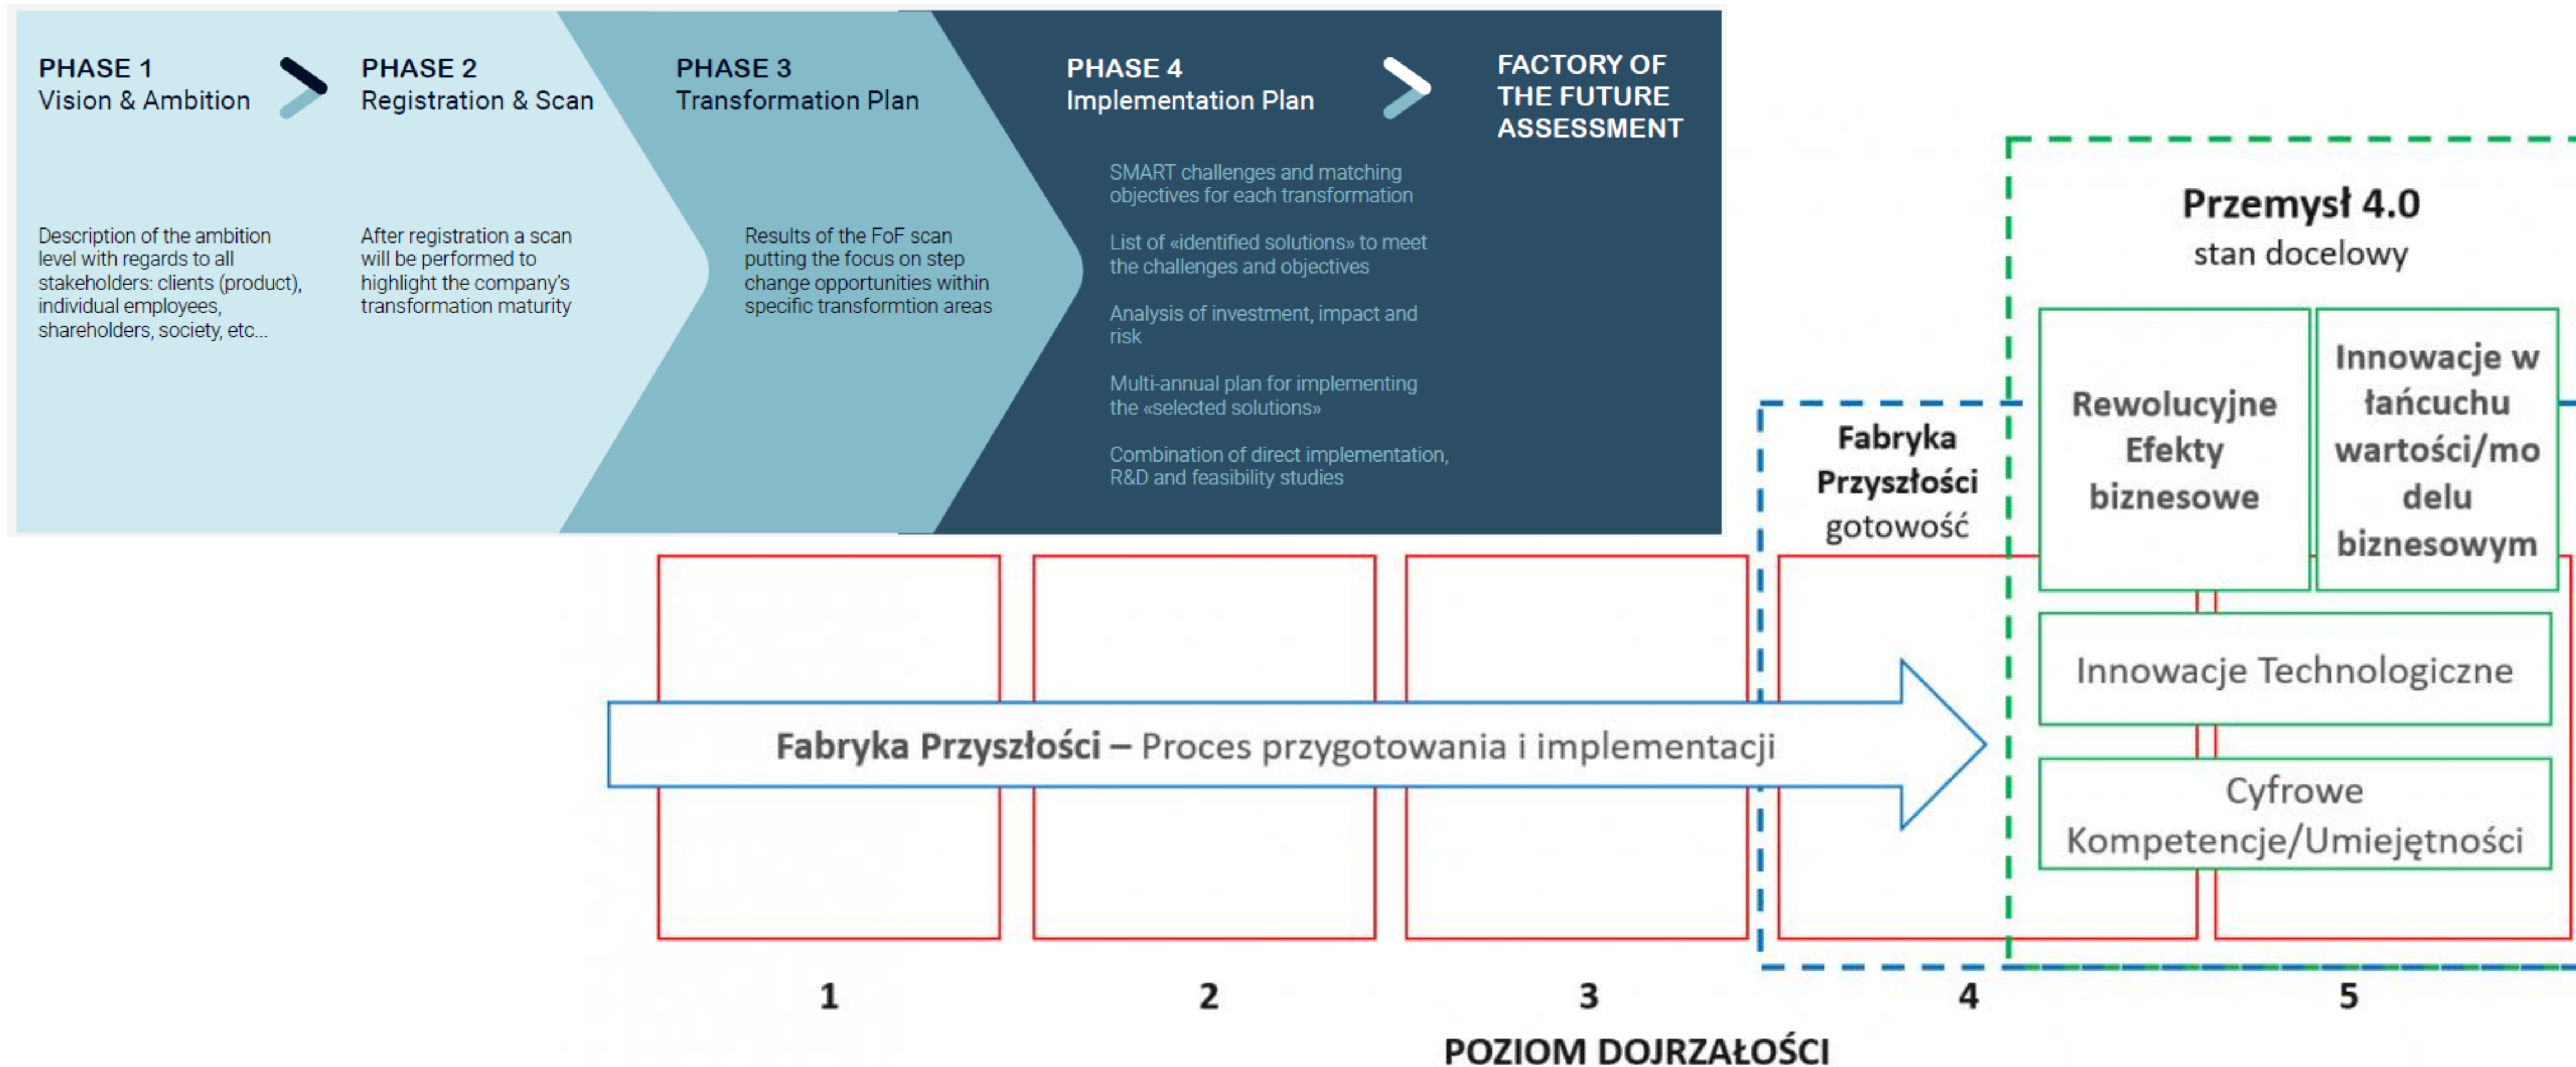 PHASE 1
Vision & Ambition
Description of the ambition
level with regards to all
stakeholders: clients (product),
individual employees,
shareholders, society, etc...
PHASE 2
Registration & Scan
After registration a scan
will be performed to
highlight the company's
transformation maturity
PHASE 3
Transformation Plan
Results of the FoF scan
putting the focus on step
change opportunities within
specific transformtion areas
PHASE 4
Implementation Plan
SMART challenges and matching
objectives for each transformation
List of «identified solutions» to meet
the challenges and objectives
Analysis of investment, impact and
risk
Multi-annual plan for implementing
the «selected solutions»
Combination of direct implementation,
R&D and feasibility studies
FACTORY OF
THE FUTURE
ASSESSMENT
Przemysł 4.0
stan docelowy
Rewolucyjne
Efekty
biznesowe
Innowacje w
łańcuchu
wartości/mo
delu
biznesowym
Fabryka
Przyszłości
gotowość
Innowacje Technologiczne
Cyfrowe
Kompetencje/Umiejętności
Fabryka Przyszłości – Proces przygotowania i implementacji
1
2
3
4
5
POZIOM DOJRZAŁOŚCI